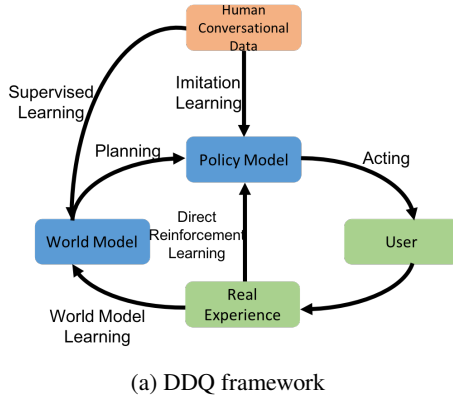 Human
Conversational
Data
Supervised
Learning
Imitation
Learning
Planning
Policy Model
Acting
World Model
Direct
Reinforcement
Learning
User
World Model
Learning
Real
Experience
(a) DDQ framework